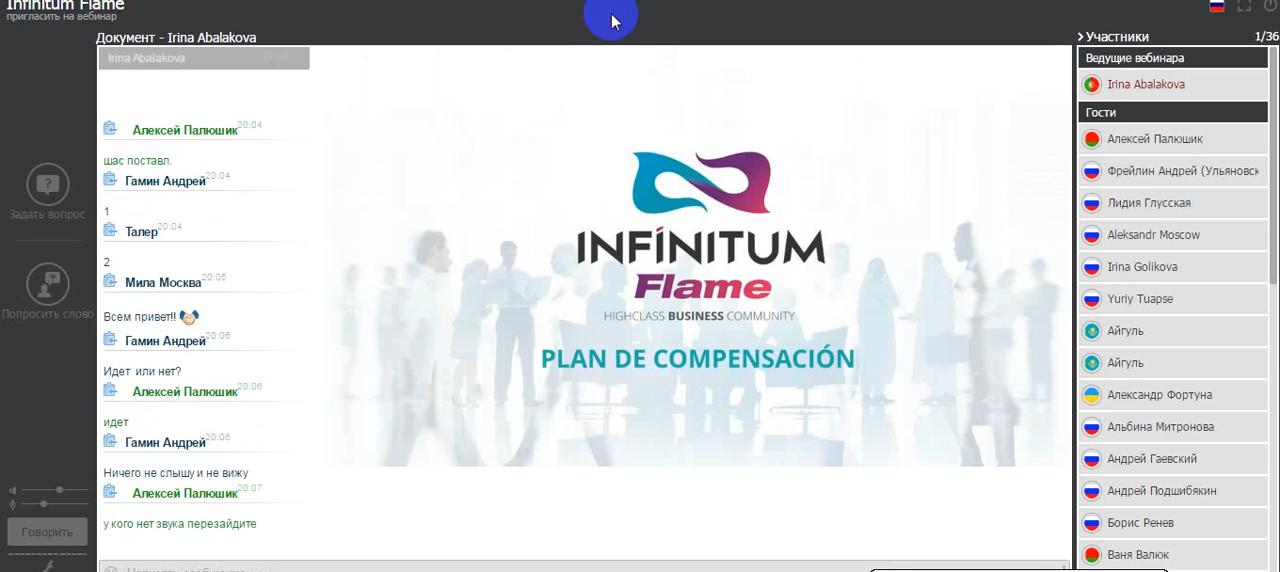 Infinitum Flame
пригласить на вебинар
Документ - Irina Abalakova
Irina Abalakova
Алексей Палюшик 20:04
шас поставл.
Гамин Андрей 20:04
1
Талер 20:04
2
Мила Москва 20:05
Всем привет!!
Гамин Андрей 20:06
Идет или нет?
Алексей Палюшик 20:06
идет
Гамин Андрей 20:06
Ничего не слышу и не вижу
Алексей Палюшик 20:07
у кого нет звука перезайдите
Задать вопрос
Попросить слово
Говорить
INFÍNITUM
Flame
HIGHCLASS BUSINESS COMMUNITY
PLAN DE COMPENSACIÓN
Участники 1/36
Ведущие вебинара
Irina Abalakova
Гости
Алексей Палюшик
Фрейлин Андрей (Ульяновск
Лидия Глусская
Aleksandr Moscow
Irina Golikova
Yuriy Tuapse
Айгуль
Айгуль
Александр Фортуна
Альбина Митронова
Андрей Гаевский
Андрей Подшибякин
Борис Ренев
Ваня Валюк